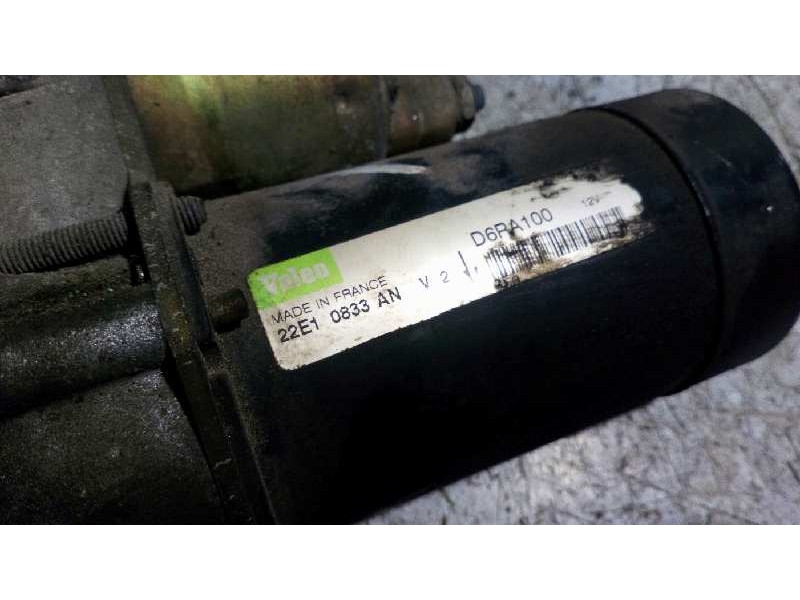 Valeo
MADE IN FRANCE
22E1 0833 AN
V 2
D6RA100
12V